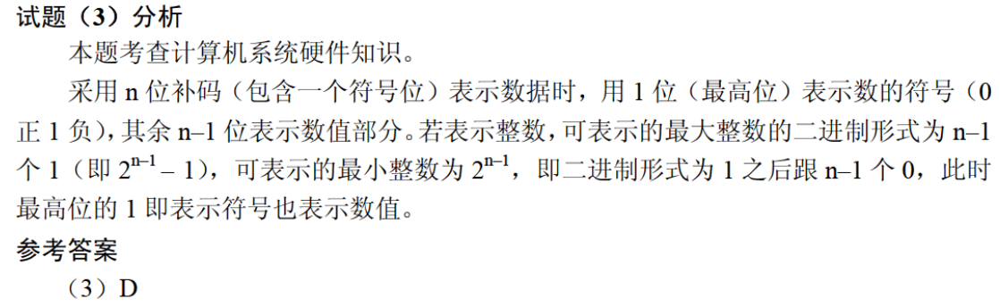 试题（3）分析
本题考查计算机系统硬件知识。
采用 n 位补码（包含一个符号位）表示数据时，用 1 位（最高位）表示数的符号（0
正 1 负），其余 n–1 位表示数值部分。若表示整数，可表示的最大整数的二进制形式为 n–1
个 1（即 2ⁿ⁻¹ – 1），可表示的最小整数为 2ⁿ⁻¹，即二进制形式为 1 之后跟 n–1 个 0，此时
最高位的 1 即表示符号也表示数值。
参考答案
（3）D